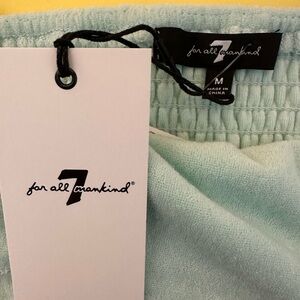 for all 7 mankind
M
MADE IN
CHINA
for all 7 mankind®